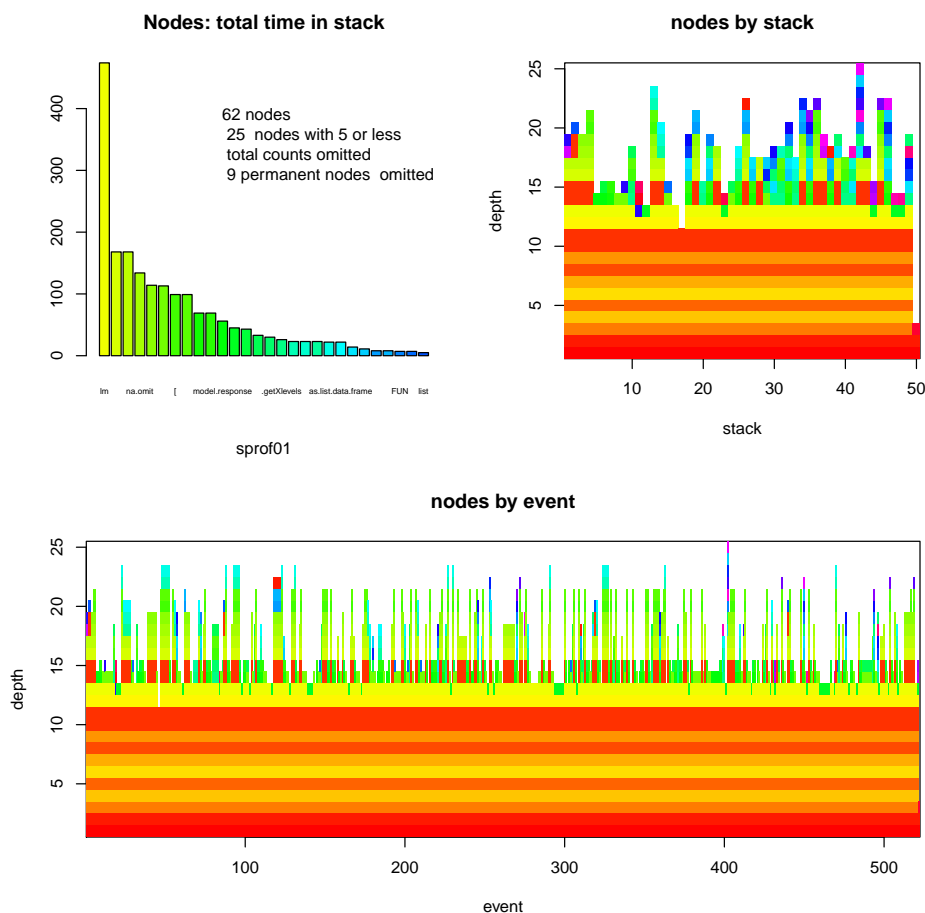 Nodes: total time in stack
400
300
200
100
0
62 nodes
25 nodes with 5 or less
total counts omitted
9 permanent nodes omitted
lm na.omit [ model.response .getXlevels as.list.data.frame FUN list
sprof01
nodes by stack
25
20
15
10
5
depth
10 20 30 40 50
stack
nodes by event
25
20
15
10
5
depth
100 200 300 400 500
event